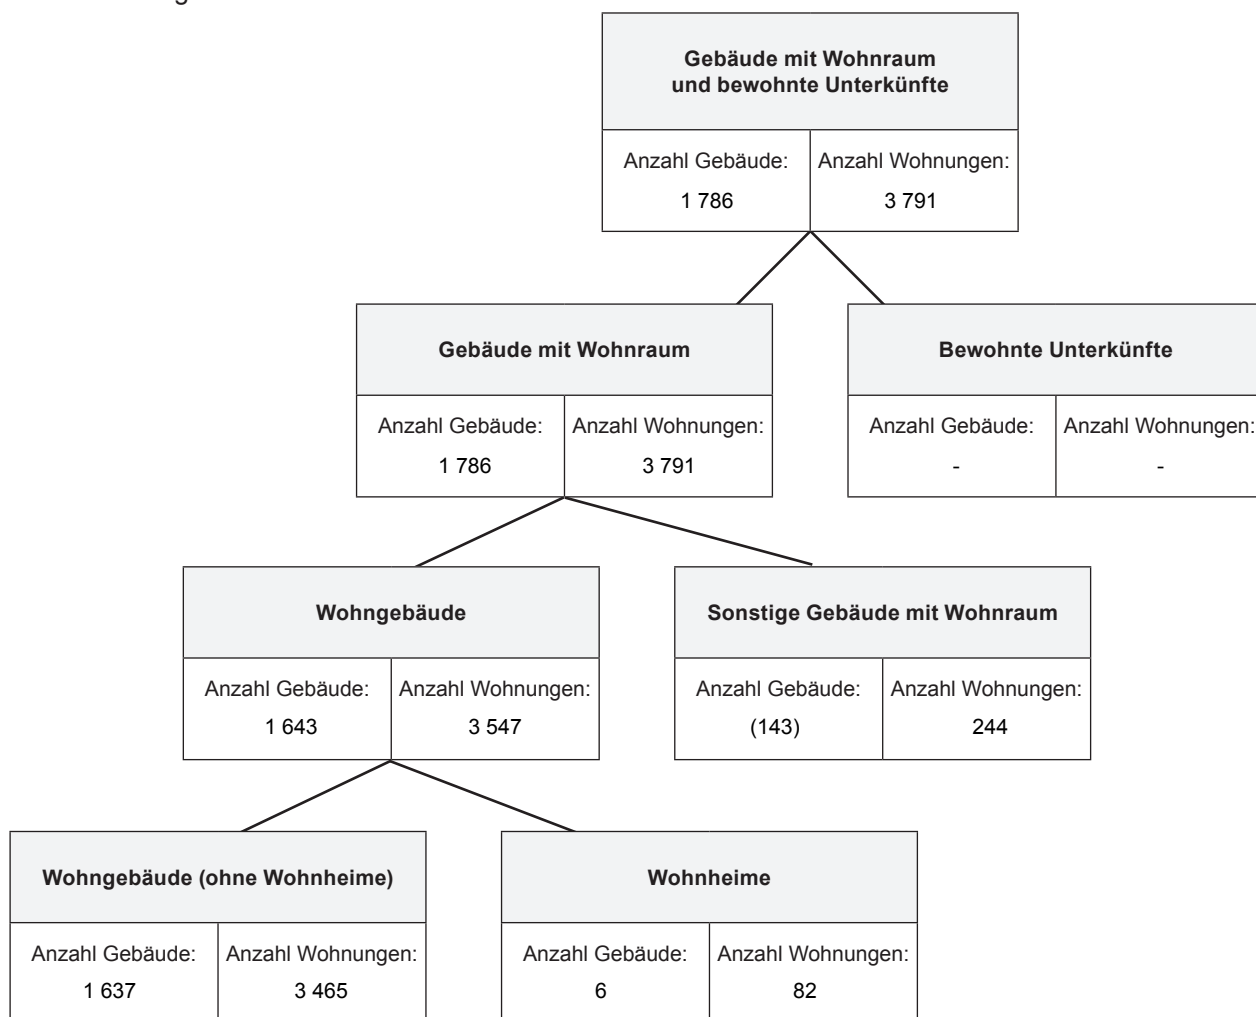 Gebäude mit Wohnraum
und bewohnte Unterkünfte
Anzahl Gebäude: Anzahl Wohnungen:
1 786 3 791
Gebäude mit Wohnraum
Anzahl Gebäude: Anzahl Wohnungen:
1 786 3 791
Bewohnte Unterkünfte
Anzahl Gebäude: Anzahl Wohnungen:
- -
Wohngebäude
Anzahl Gebäude: Anzahl Wohnungen:
1 643 3 547
Sonstige Gebäude mit Wohnraum
Anzahl Gebäude: Anzahl Wohnungen:
(143) 244
Wohngebäude (ohne Wohnheime)
Anzahl Gebäude: Anzahl Wohnungen:
1 637 3 465
Wohnheime
Anzahl Gebäude: Anzahl Wohnungen:
6 82